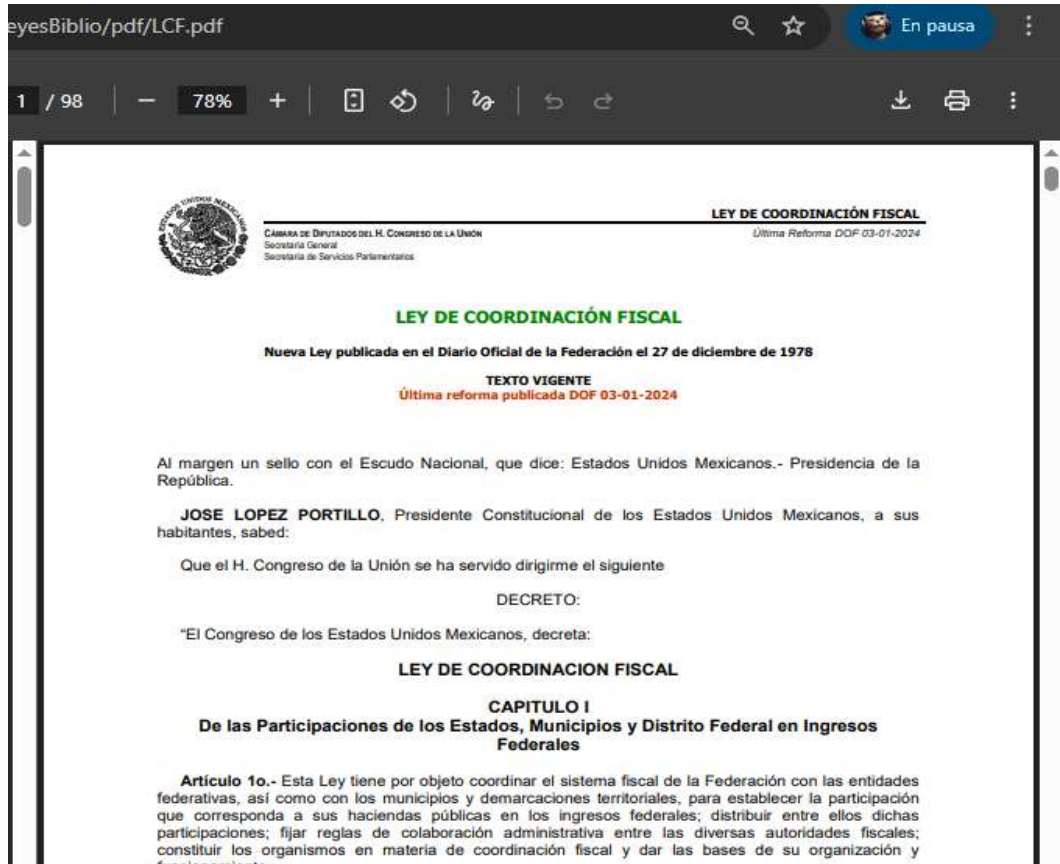 eyesBiblio/pdf/LCF.pdf
En pausa
1 / 98
78%
LEY DE COORDINACIÓN FISCAL
CÁMARA DE DIPUTADOS DEL H. CONGRESO DE LA UNIÓN
Última Reforma DOF 03-01-2024
Secretaría General
Secretaría de Servicios Parlamentarios
ESTADOS UNIDOS MEXICANOS
LEY DE COORDINACIÓN FISCAL
Nueva Ley publicada en el Diario Oficial de la Federación el 27 de diciembre de 1978
TEXTO VIGENTE
Última reforma publicada DOF 03-01-2024
Al margen un sello con el Escudo Nacional, que dice: Estados Unidos Mexicanos.- Presidencia de la
República.
JOSE LOPEZ PORTILLO, Presidente Constitucional de los Estados Unidos Mexicanos, a sus
habitantes, sabed:
Que el H. Congreso de la Unión se ha servido dirigirme el siguiente
DECRETO:
"El Congreso de los Estados Unidos Mexicanos, decreta:
LEY DE COORDINACION FISCAL
CAPITULO I
De las Participaciones de los Estados, Municipios y Distrito Federal en Ingresos
Federales
Artículo 1o.- Esta Ley tiene por objeto coordinar el sistema fiscal de la Federación con las entidades
federativas, así como con los municipios y demarcaciones territoriales, para establecer la participación
que corresponda a sus haciendas públicas en los ingresos federales; distribuir entre ellos dichas
participaciones; fijar reglas de colaboración administrativa entre las diversas autoridades fiscales;
constituir los organismos en materia de coordinación fiscal y dar las bases de su organización y